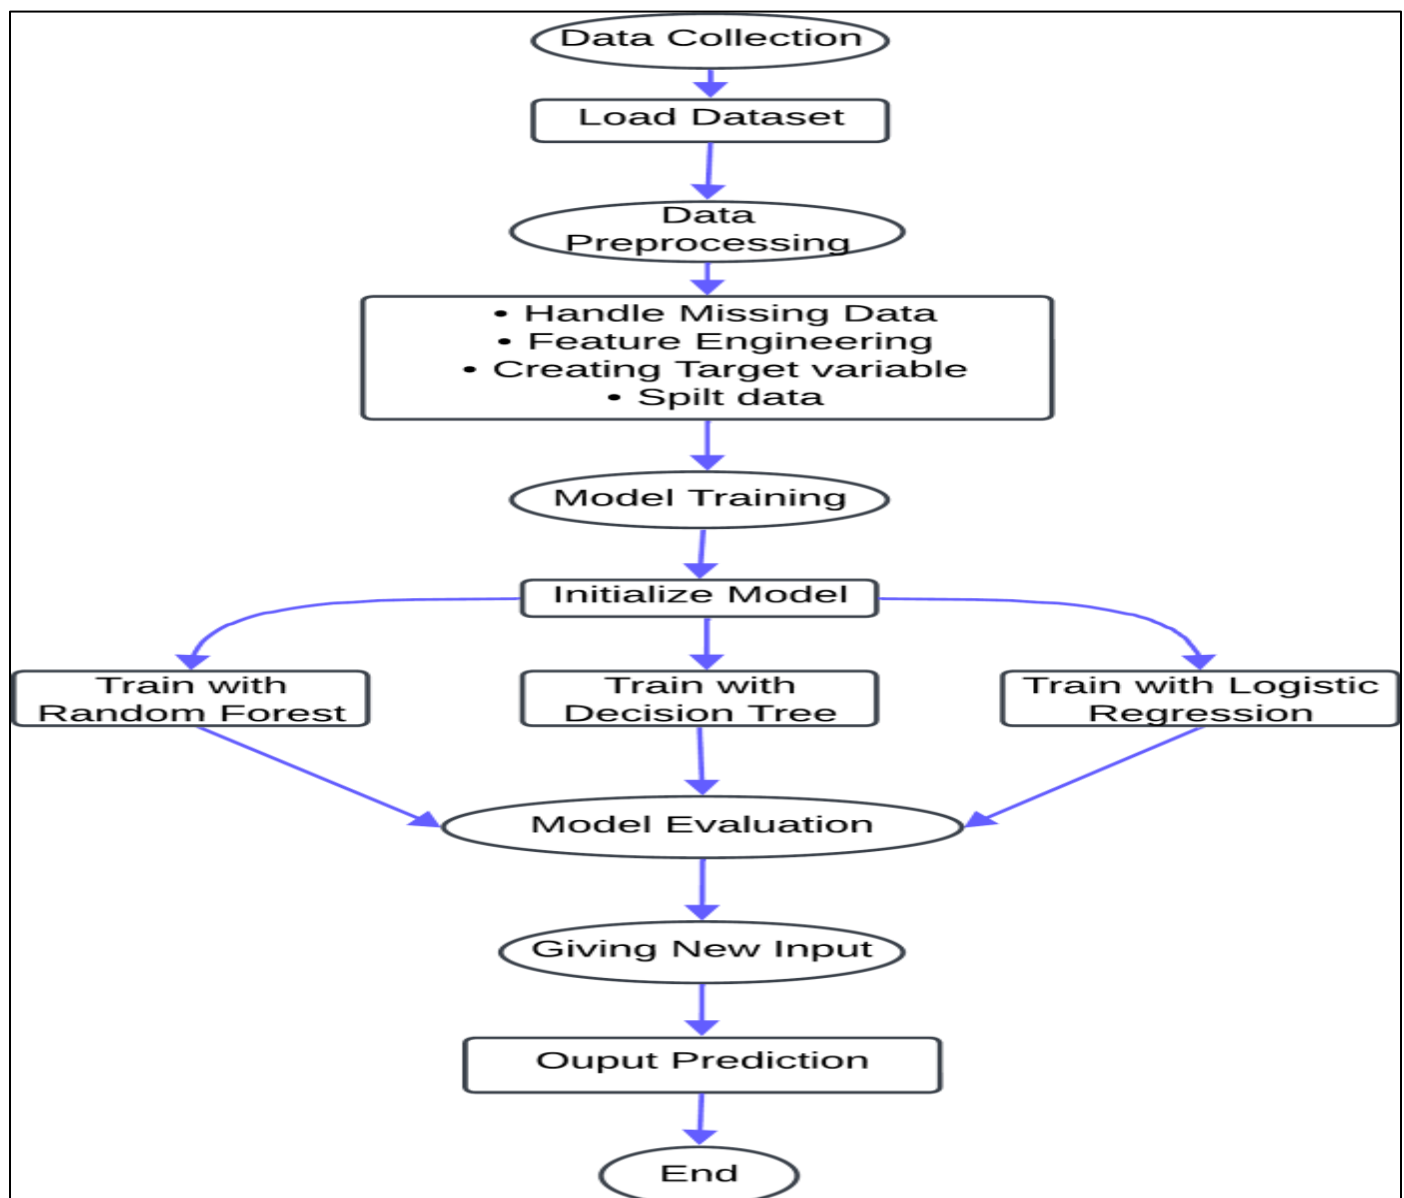 Data Collection
Load Dataset
Data
Preprocessing
• Handle Missing Data
• Feature Engineering
• Creating Target variable
• Spilt data
Model Training
Initialize Model
Train with
Random Forest
Train with
Decision Tree
Train with Logistic
Regression
Model Evaluation
Giving New Input
Ouput Prediction
End